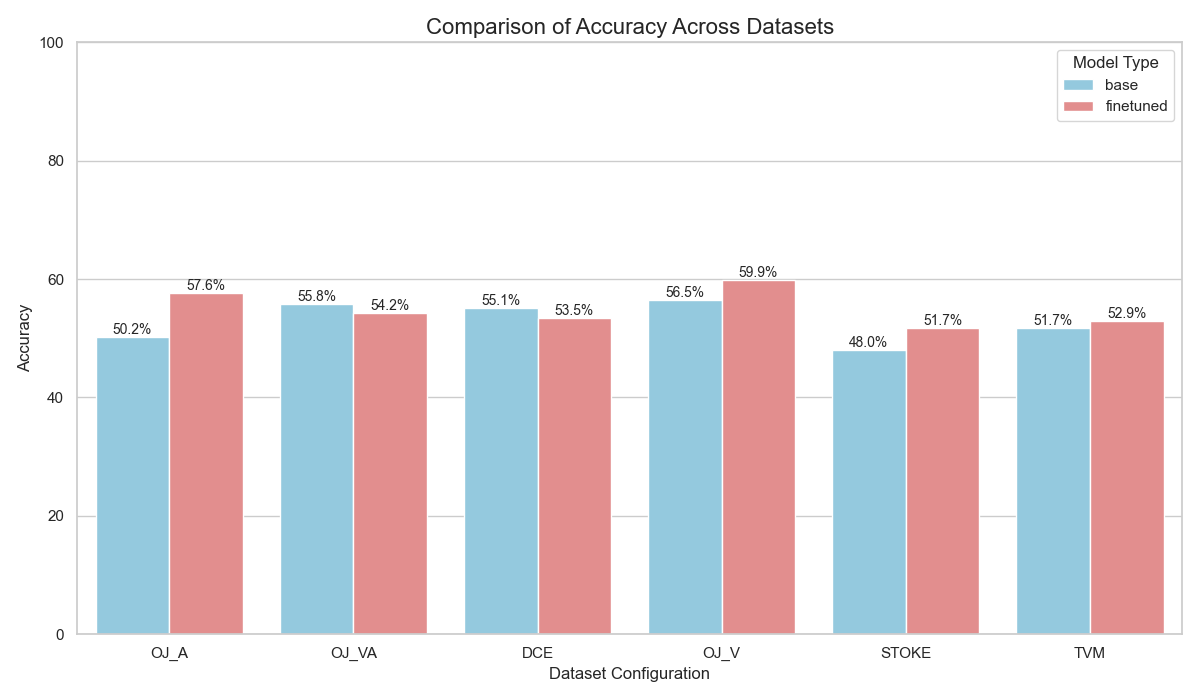 Comparison of Accuracy Across Datasets
Model Type
base
finetuned
Accuracy
100
80
60
40
20
0
50.2%
57.6%
55.8%
54.2%
55.1%
53.5%
56.5%
59.9%
48.0%
51.7%
51.7%
52.9%
OJ_A
OJ_VA
DCE
OJ_V
STOKE
TVM
Dataset Configuration